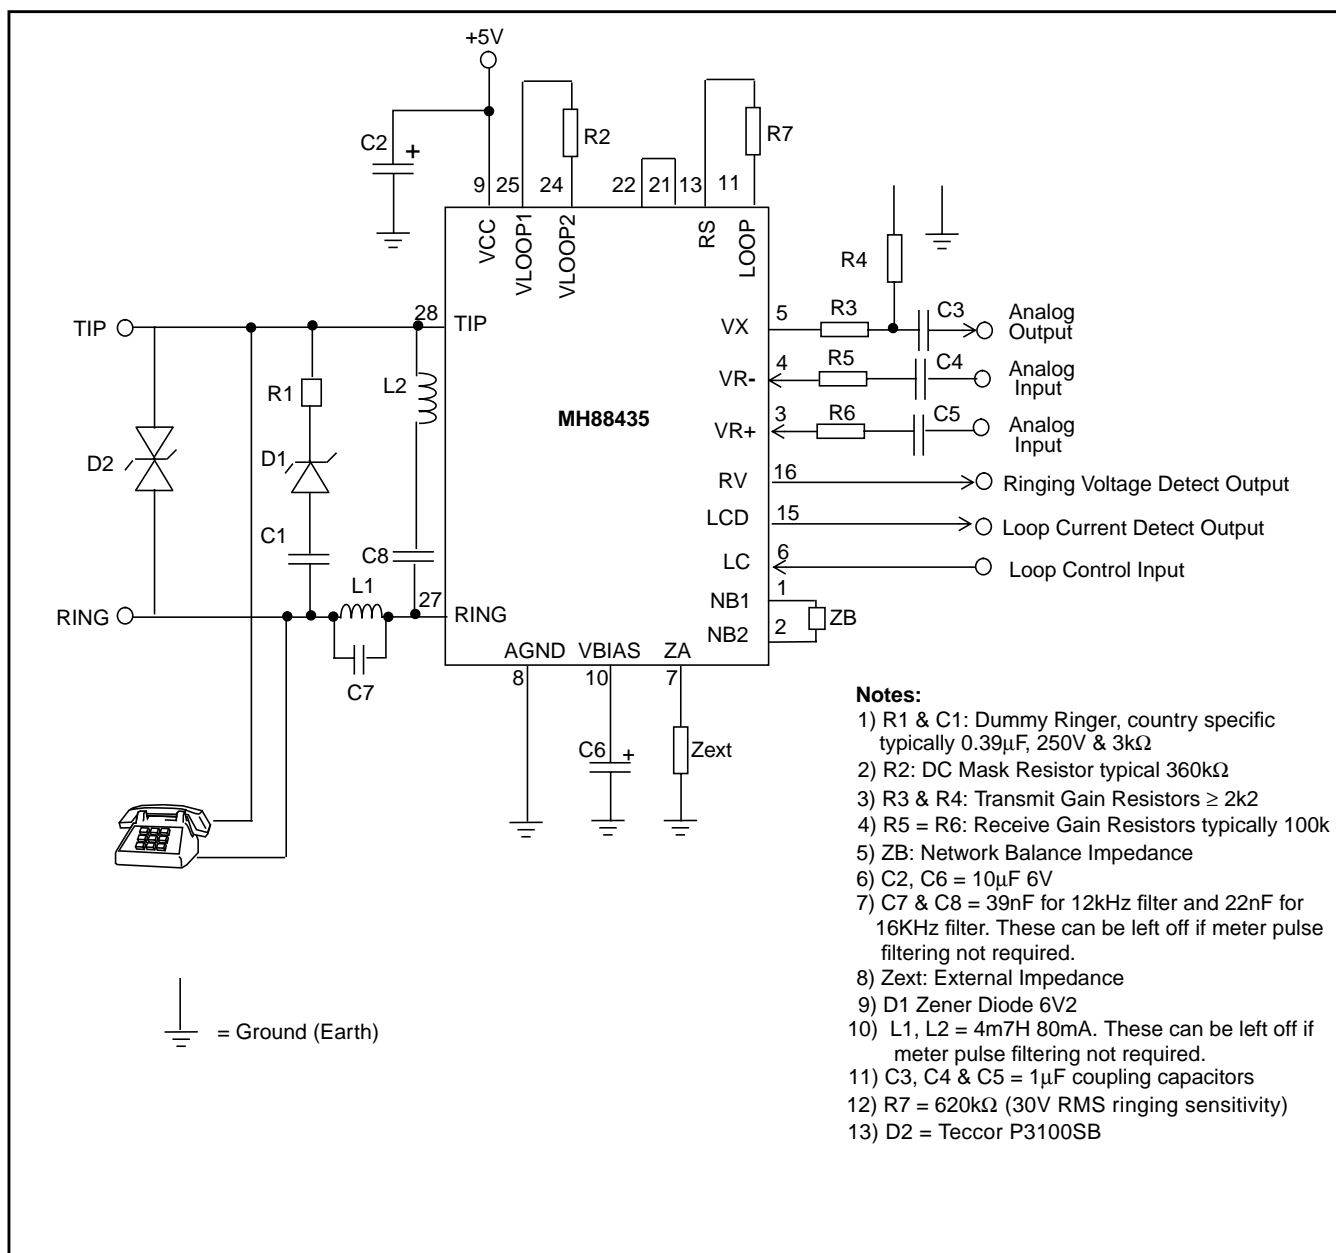 +5V
C2
+
R2
R7
9
25
24
22
21
13
11
VCC
VLOOP1
VLOOP2
RS
LOOP
R4
TIP
28
TIP
VX
5
R3
C3
Analog
Output
R1
L2
VR-
4
R5
C4
Analog
Input
MH88435
VR+
3
R6
C5
Analog
Input
D2
D1
RV
16
Ringing Voltage Detect Output
LCD
15
Loop Current Detect Output
C1
C8
LC
6
Loop Control Input
L1
27
NB1
1
RING
RING
ZB
NB2
2
C7
AGND
VBIAS
ZA
8
10
7
C6
+
Zext
Notes:
1) R1 & C1: Dummy Ringer, country specific
typically 0.39μF, 250V & 3kΩ
2) R2: DC Mask Resistor typical 360kΩ
3) R3 & R4: Transmit Gain Resistors ≥ 2k2
4) R5 = R6: Receive Gain Resistors typically 100k
5) ZB: Network Balance Impedance
6) C2, C6 = 10μF 6V
7) C7 & C8 = 39nF for 12kHz filter and 22nF for
16KHz filter. These can be left off if meter pulse
filtering not required.
8) Zext: External Impedance
9) D1 Zener Diode 6V2
10) L1, L2 = 4m7H 80mA. These can be left off if
meter pulse filtering not required.
11) C3, C4 & C5 = 1μF coupling capacitors
12) R7 = 620kΩ (30V RMS ringing sensitivity)
13) D2 = Teccor P3100SB
= Ground (Earth)